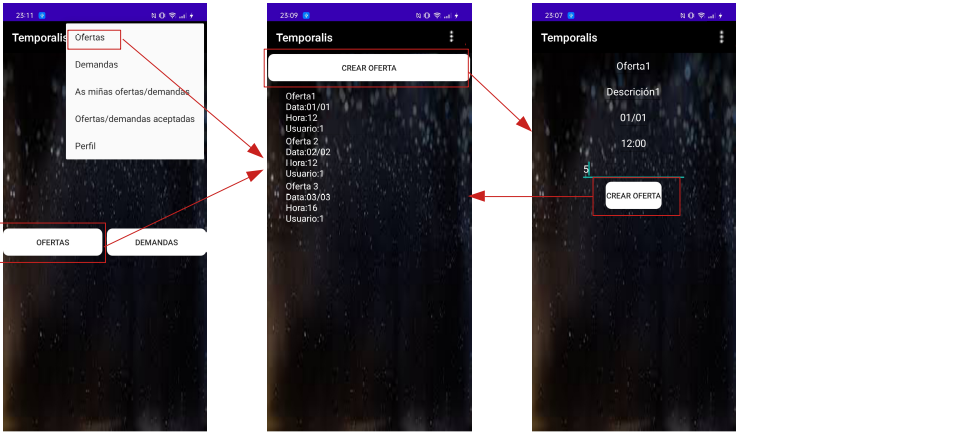 23:11
Temporalis
Ofertas
Demandas
As miñas ofertas/demandas
Ofertas/demandas aceptadas
Perfil
OFERTAS
DEMANDAS
23:09
Temporalis
CREAR OFERTA
Oferta1
Data:01/01
Hora:12
Usuario:1
Oferta 2
Data:02/02
Hora:12
Usuario:1
Oferta 3
Data:03/03
Hora:16
Usuario:1
23:07
Temporalis
Oferta1
Descrición1
01/01
12:00
5
CREAR OFERTA